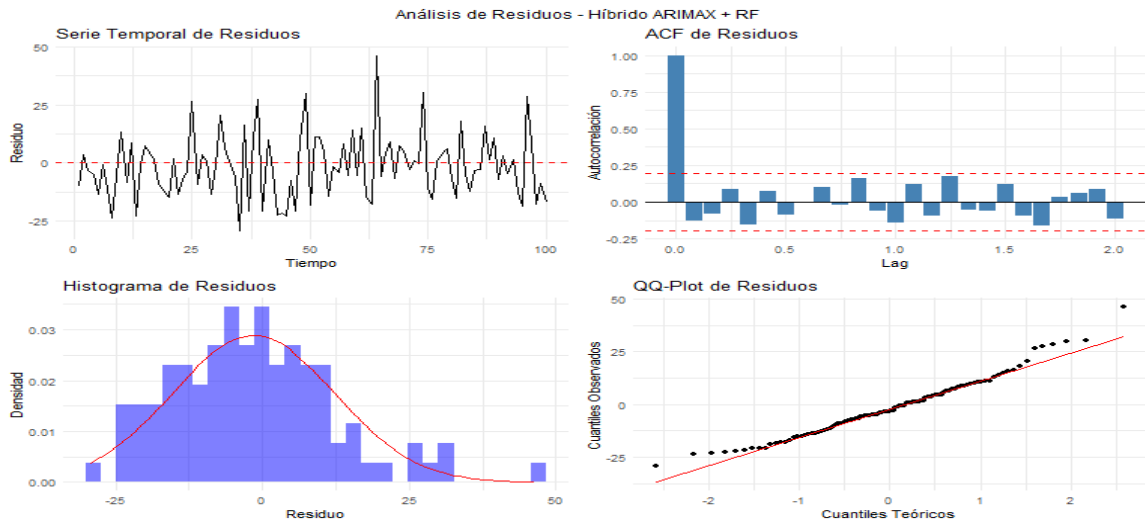 Análisis de Residuos - Híbrido ARIMAX + RF
Serie Temporal de Residuos
50
25
0
-25
Residuo
0
25
50
75
100
Tiempo
ACF de Residuos
1.00
0.75
0.50
0.25
0.00
-0.25
Autocorrelación
0.0
0.5
1.0
1.5
2.0
Lag
Histograma de Residuos
0.03
0.02
0.01
0.00
Densidad
-25
0
25
50
Residuo
QQ-Plot de Residuos
50
25
0
-25
Cuantiles Observados
-2
-1
0
1
2
Cuantiles Teóricos